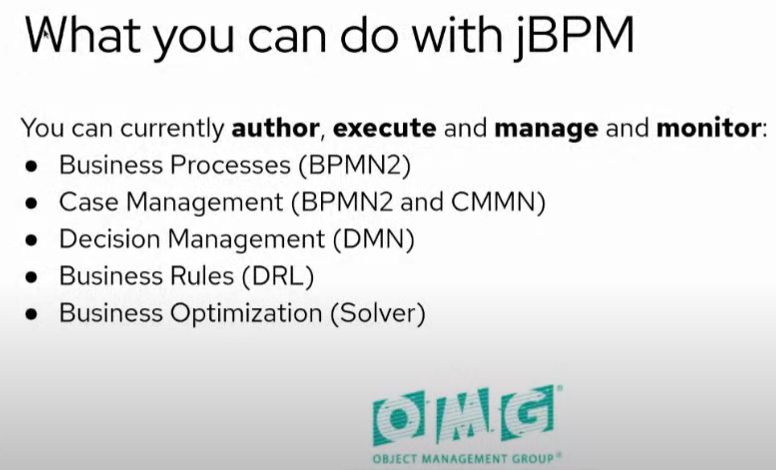 What you can do with jBPM
You can currently author, execute and manage and monitor:
● Business Processes (BPMN2)
● Case Management (BPMN2 and CMMN)
● Decision Management (DMN)
● Business Rules (DRL)
● Business Optimization (Solver)
OMG®
OBJECT MANAGEMENT GROUP®